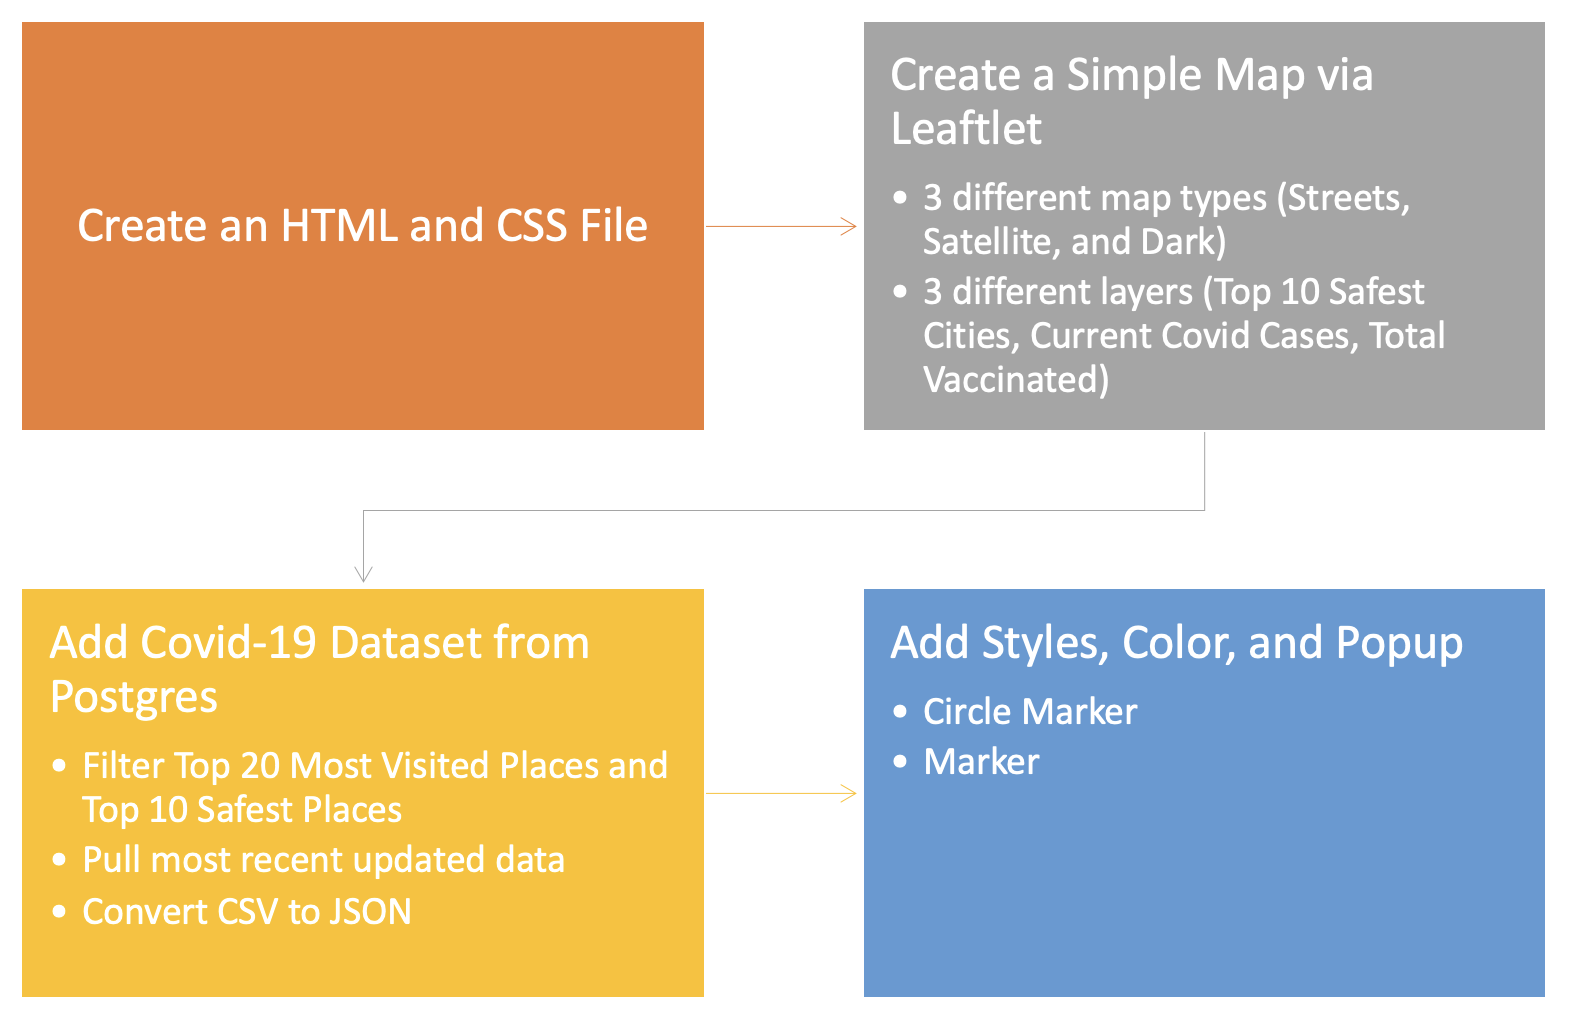 Create an HTML and CSS File
Create a Simple Map via
Leaftlet
• 3 different map types (Streets,
Satellite, and Dark)
• 3 different layers (Top 10 Safest
Cities, Current Covid Cases, Total
Vaccinated)
Add Covid-19 Dataset from
Postgres
• Filter Top 20 Most Visited Places and
Top 10 Safest Places
• Pull most recent updated data
• Convert CSV to JSON
Add Styles, Color, and Popup
• Circle Marker
• Marker